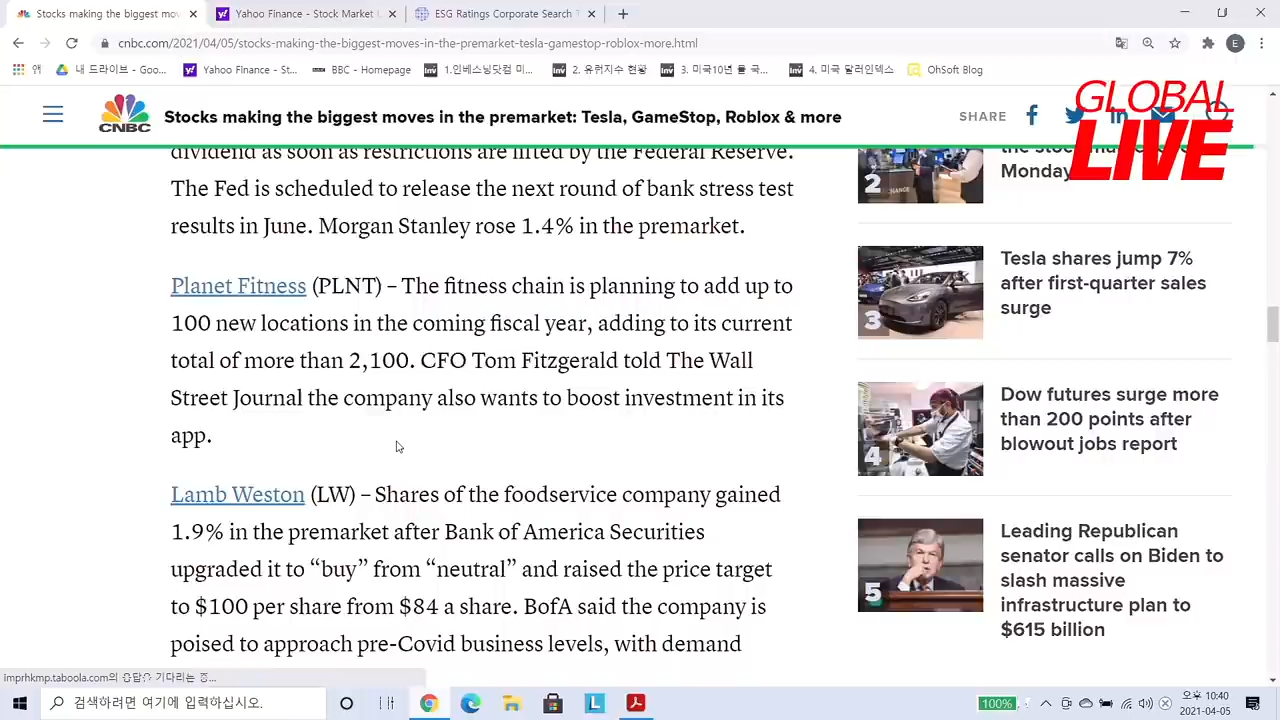 Stocks making the biggest mov
Yahoo Finance - Stock Market L
ESG Ratings Corporate Search T
cnbc.com/2021/04/05/stocks-making-the-biggest-moves-in-the-premarket-tesla-gamestop-roblox-more.html
E
앱
내 드라이브 - Goo...
Yahoo FInance - St...
BBC - Homepage
1.인베스닝닷컴 미...
2. 유뤄지수 현황
3. 미국10년 률 국...
4. 미국 달러인덱스
OhSoft Blog
CNBC
Stocks making the biggest moves in the premarket: Tesla, GameStop, Roblox & more
SHARE
GLOBAL
LIVE
dividend as soon as restrictions are lifted by the Federal Reserve.
The Fed is scheduled to release the next round of bank stress test
results in June. Morgan Stanley rose 1.4% in the premarket.
Planet Fitness (PLNT) – The fitness chain is planning to add up to
100 new locations in the coming fiscal year, adding to its current
total of more than 2,100. CFO Tom Fitzgerald told The Wall
Street Journal the company also wants to boost investment in its
app.
Lamb Weston (LW) – Shares of the foodservice company gained
1.9% in the premarket after Bank of America Securities
upgraded it to “buy” from “neutral” and raised the price target
to $100 per share from $84 a share. BofA said the company is
poised to approach pre-Covid business levels, with demand
2
Monday
3
Tesla shares jump 7%
after first-quarter sales
surge
4
Dow futures surge more
than 200 points after
blowout jobs report
5
Leading Republican
senator calls on Biden to
slash massive
infrastructure plan to
$615 billion
imprhkmp.taboola.com의 응답을 기다리는 중...
검색하려면 여기에 입력하십시오.
100%
오후 10:40
2021-04-05